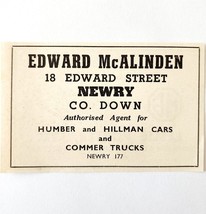 EDWARD McALINDEN
18 EDWARD STREET
NEWRY
CO. DOWN
Authorised Agent for
HUMBER and HILLMAN CARS
and
COMMER TRUCKS
NEWRY 177